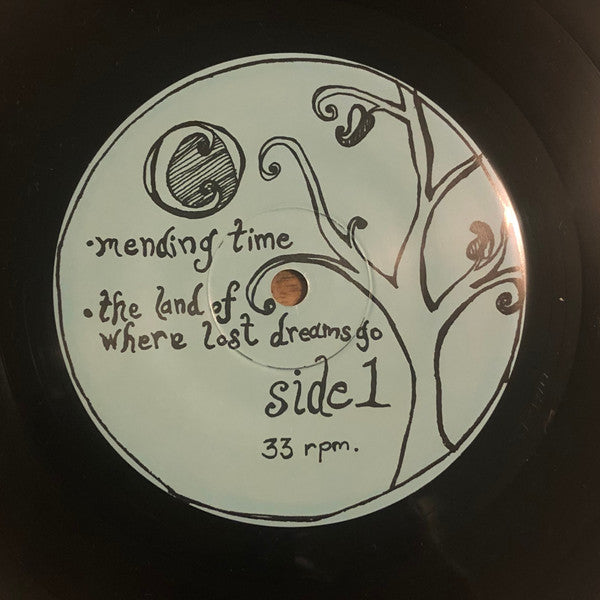 •mending time
•the land of
where lost dreams go
side 1
33 rpm.